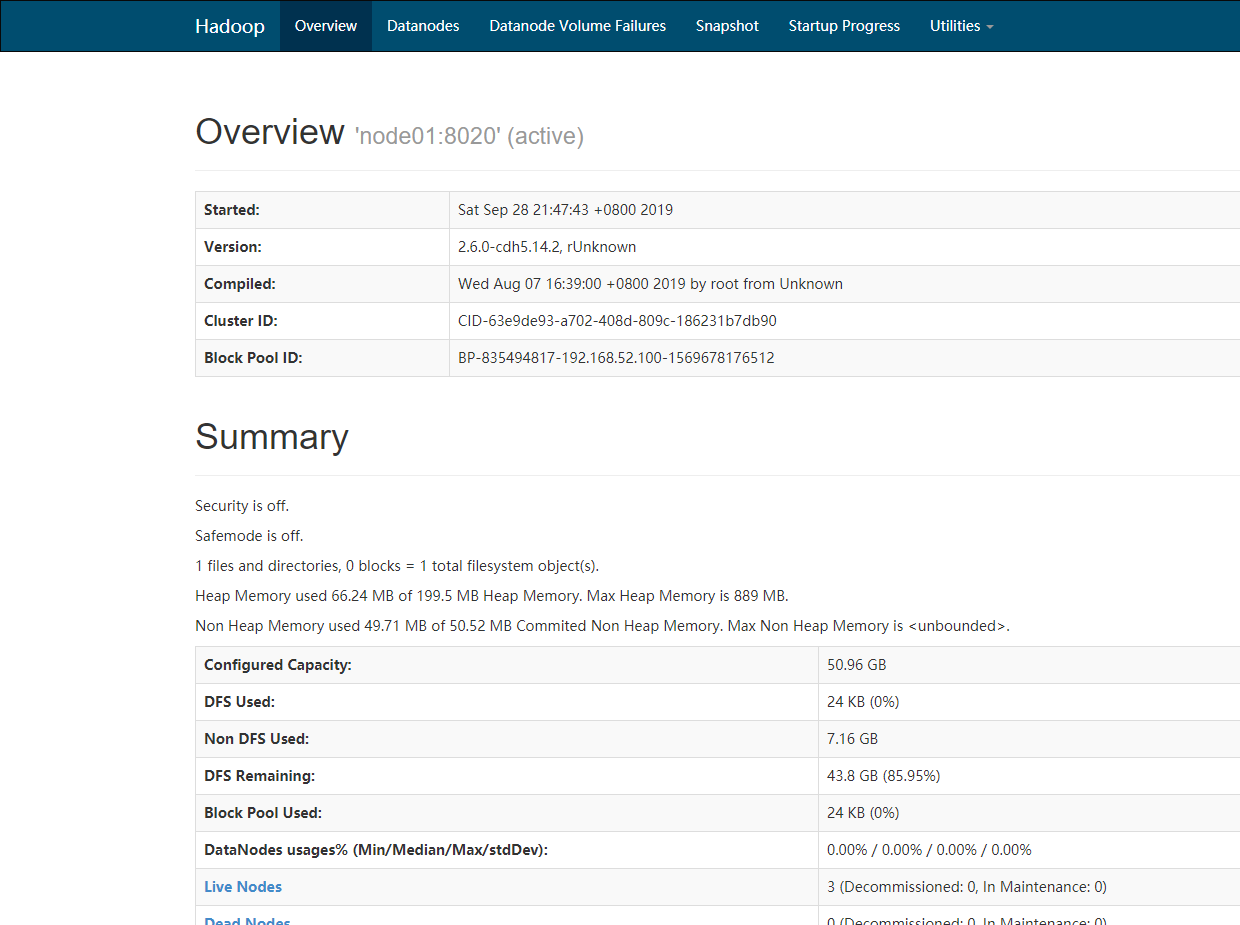 Hadoop Overview Datanodes Datanode Volume Failures Snapshot Startup Progress Utilities
Overview 'node01:8020' (active)
Started: Sat Sep 28 21:47:43 +0800 2019
Version: 2.6.0-cdh5.14.2, rUnknown
Compiled: Wed Aug 07 16:39:00 +0800 2019 by root from Unknown
Cluster ID: CID-63e9de93-a702-408d-809c-186231b7db90
Block Pool ID: BP-835494817-192.168.52.100-1569678176512
Summary
Security is off.
Safemode is off.
1 files and directories, 0 blocks = 1 total filesystem object(s).
Heap Memory used 66.24 MB of 199.5 MB Heap Memory. Max Heap Memory is 889 MB.
Non Heap Memory used 49.71 MB of 50.52 MB Commited Non Heap Memory. Max Non Heap Memory is <unbounded>.
Configured Capacity: 50.96 GB
DFS Used: 24 KB (0%)
Non DFS Used: 7.16 GB
DFS Remaining: 43.8 GB (85.95%)
Block Pool Used: 24 KB (0%)
DataNodes usages% (Min/Median/Max/stdDev): 0.00% / 0.00% / 0.00% / 0.00%
Live Nodes 3 (Decommissioned: 0, In Maintenance: 0)
Dead Nodes 0 (Decommissioned: 0, In Maintenance: 0)